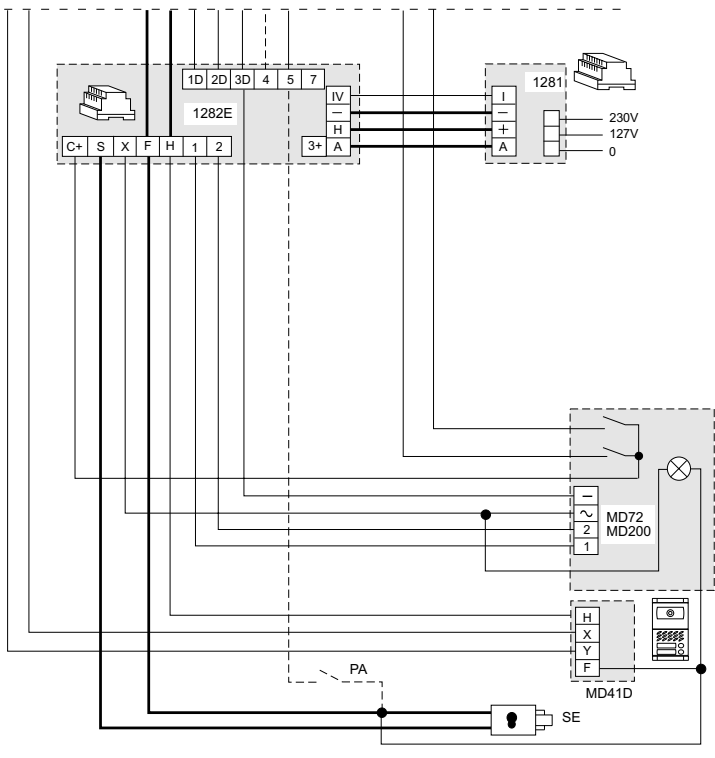 1D 2D 3D 4 5 7
1281
IV I
1282E
— —
230V
H +
127V
3+ A A
0
C+ S X F H 1 2
—
~
MD72
2
MD200
1
H
X
Y
F
PA
MD41D
SE